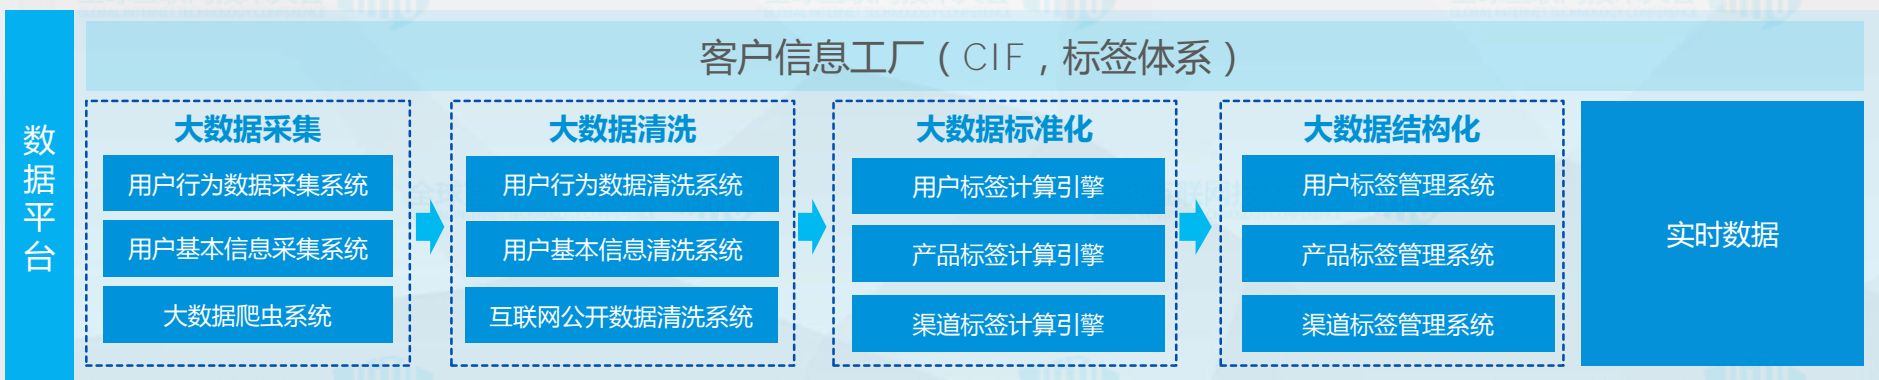 客户信息工厂（CIF，标签体系）
数据平台
大数据采集
用户行为数据采集系统
用户基本信息采集系统
大数据爬虫系统
大数据清洗
用户行为数据清洗系统
用户基本信息清洗系统
互联网公开数据清洗系统
大数据标准化
用户标签计算引擎
产品标签计算引擎
渠道标签计算引擎
大数据结构化
用户标签管理系统
产品标签管理系统
渠道标签管理系统
实时数据